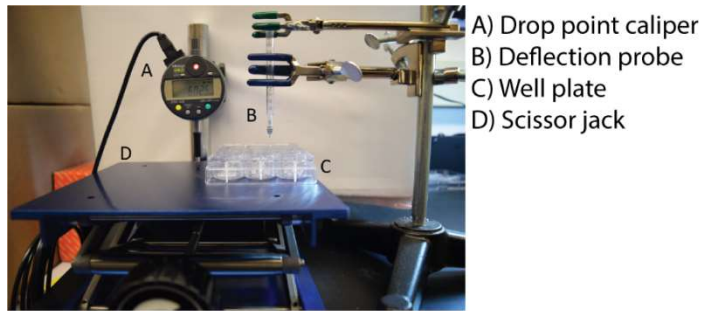 A) Drop point caliper
B) Deflection probe
C) Well plate
D) Scissor jack
A
B
C
D